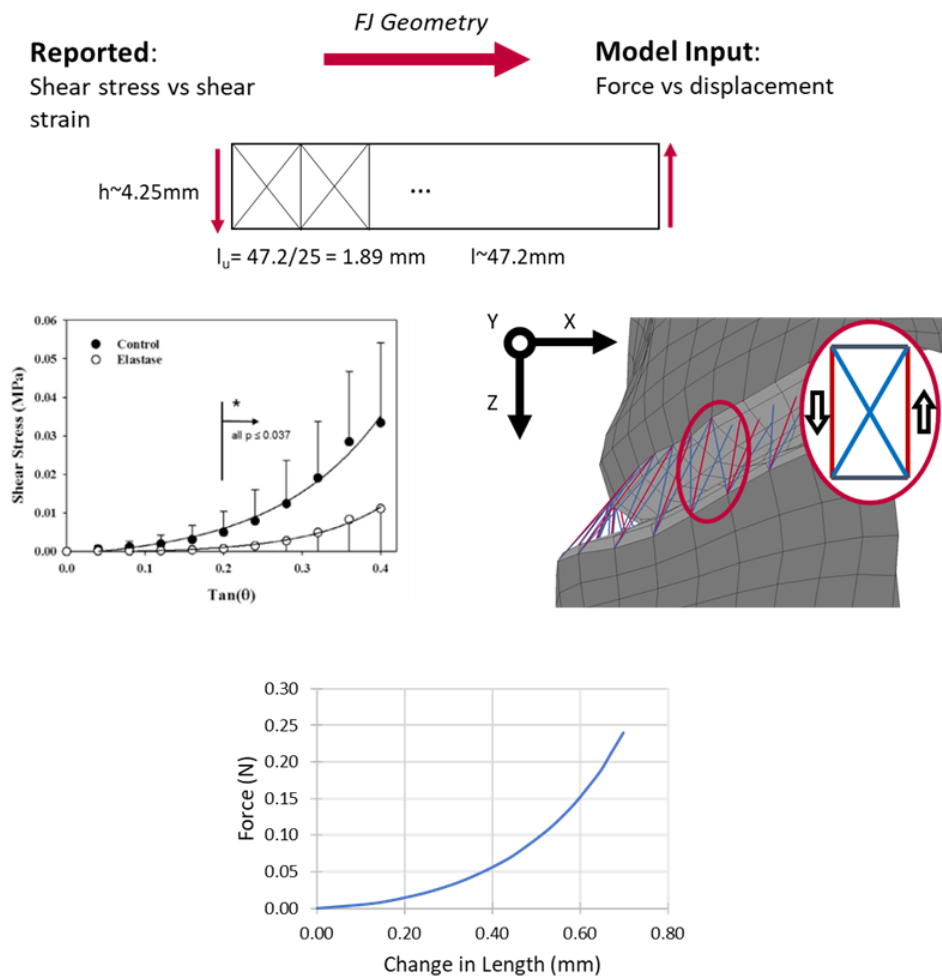 FJ Geometry
Reported:
Shear stress vs shear
strain
Model Input:
Force vs displacement
h~4.25mm
...
lu= 47.2/25 = 1.89 mm
l~47.2mm
0.06
0.05
0.04
0.03
0.02
0.01
0.00
Shear Stress (MPa)
Control
Elastase
*
all p ≤ 0.037
0.0
0.1
0.2
0.3
0.4
Tan(θ)
Y
X
Z
0.30
0.25
0.20
0.15
0.10
0.05
0.00
Force (N)
0.00
0.20
0.40
0.60
0.80
Change in Length (mm)